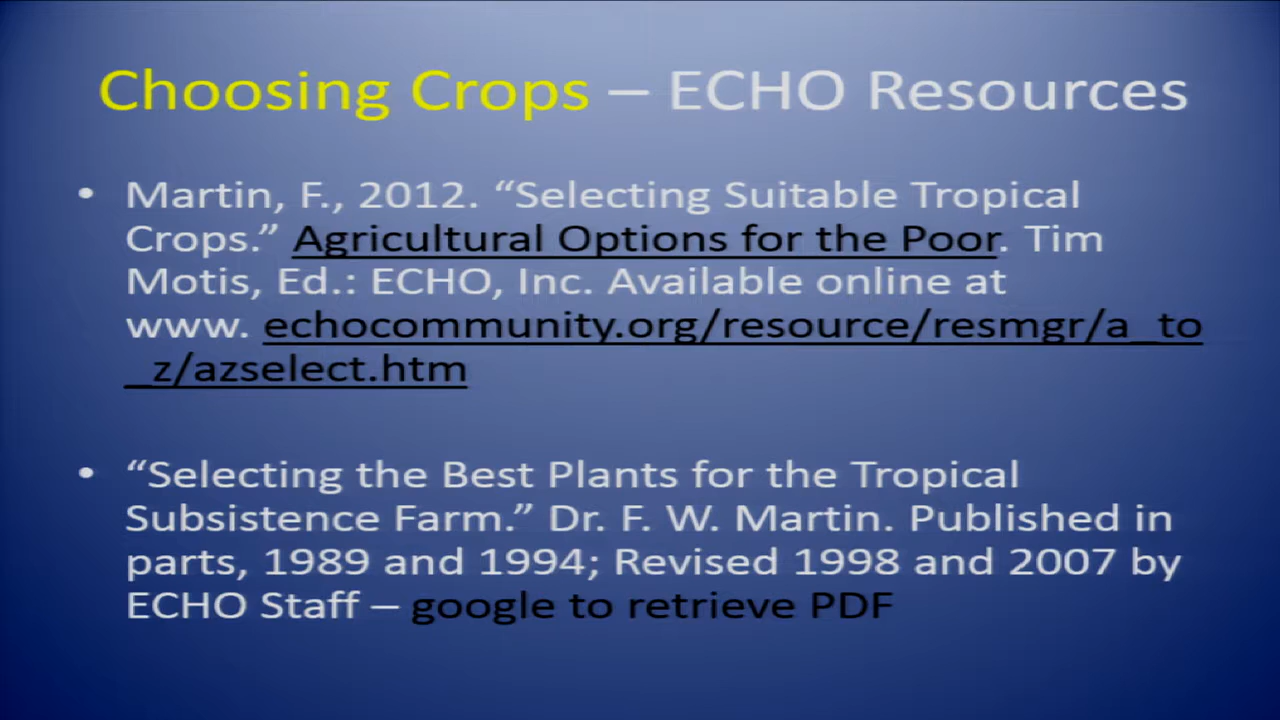 Choosing Crops – ECHO Resources
• Martin, F., 2012. “Selecting Suitable Tropical
Crops.” Agricultural Options for the Poor. Tim
Motis, Ed.: ECHO, Inc. Available online at
www. echocommunity.org/resource/resmgr/a_to
_z/azselect.htm
• “Selecting the Best Plants for the Tropical
Subsistence Farm.” Dr. F. W. Martin. Published in
parts, 1989 and 1994; Revised 1998 and 2007 by
ECHO Staff – google to retrieve PDF